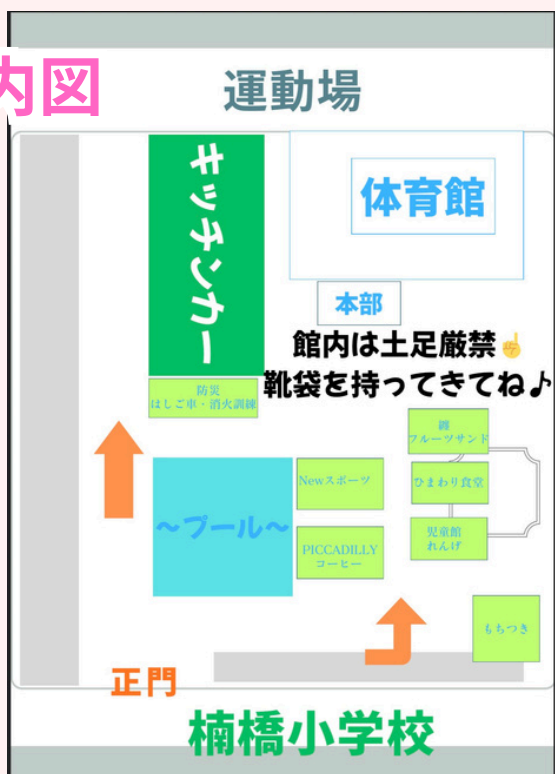 内図
運動場
キッチンカー
体育館
本部
館内は土足厳禁☝
靴袋を持ってきてね♪
防災
はしご車・消火訓練
纏
フルーツサンド
Newスポーツ
ひまわり食堂
～プール～
PICCADILLY
コーヒー
児童館
れんげ
もちつき
正門
楠橋小学校